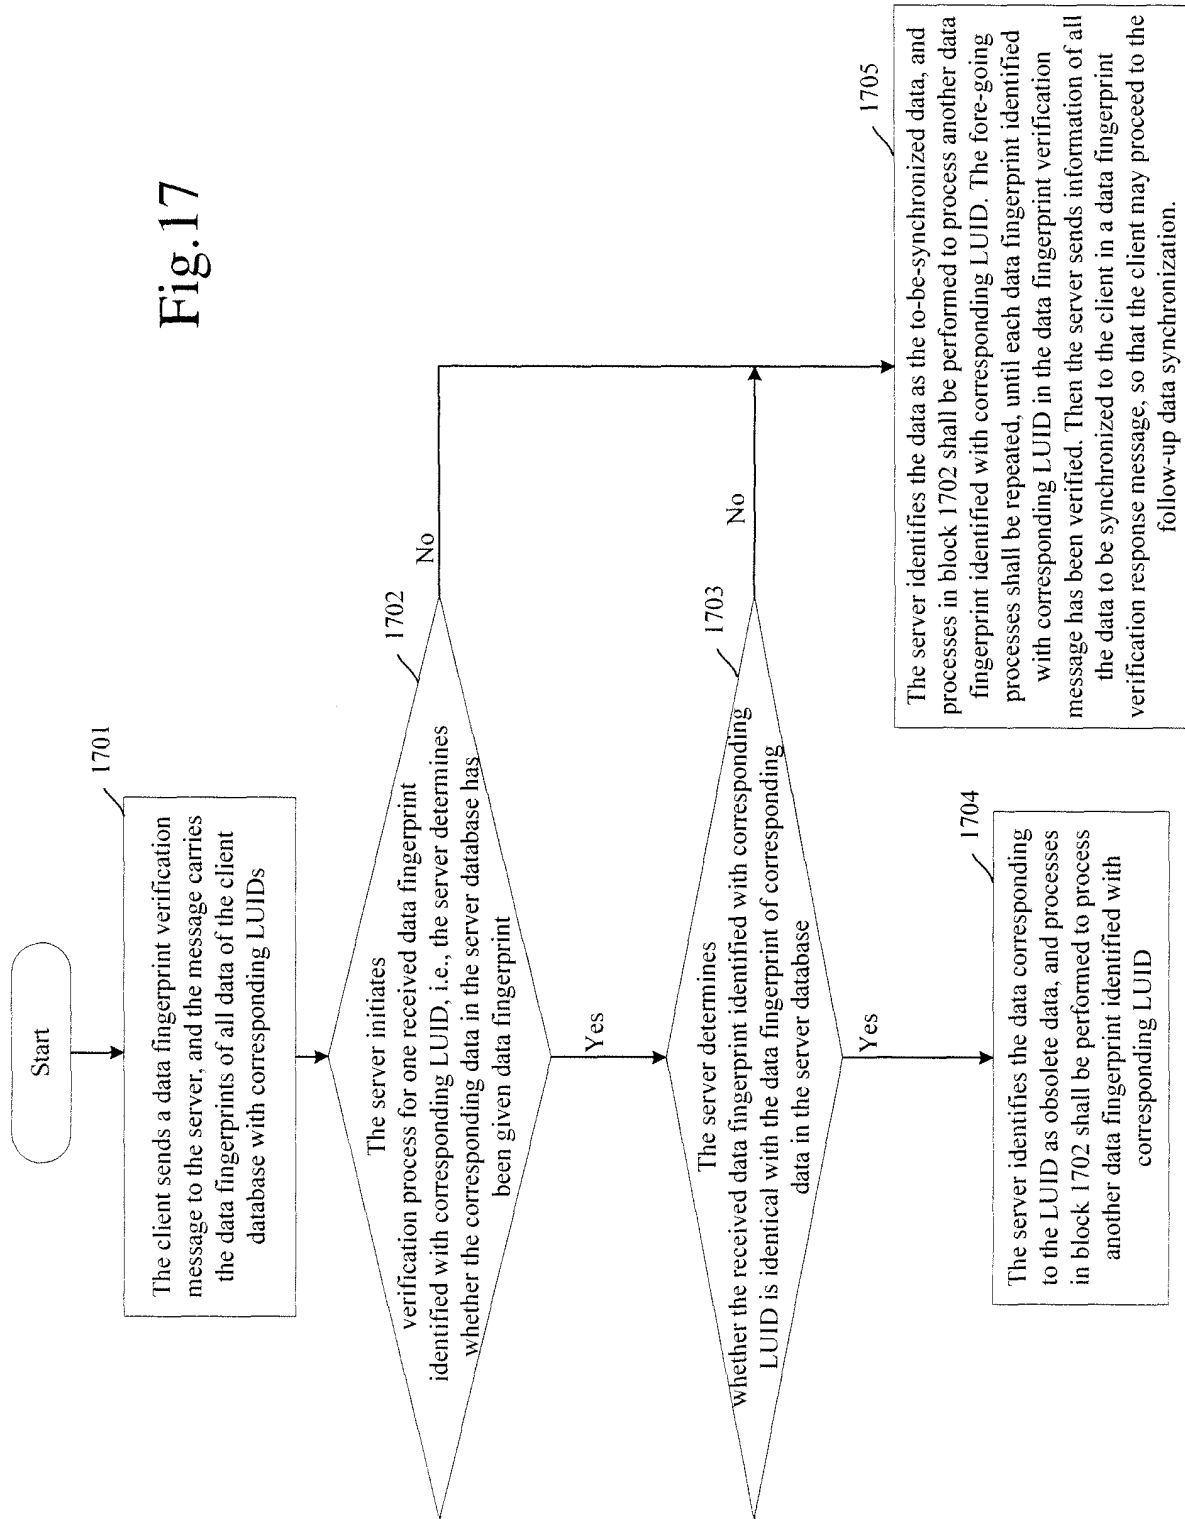 Fig.17
Start
1701
The client sends a data fingerprint verification
message to the server, and the message carries
the data fingerprints of all data of the client
database with corresponding LUIDs
1702
The server initiates
verification process for one received data fingerprint
identified with corresponding LUID, i.e., the server determines
whether the corresponding data in the server database has
been given data fingerprint
No
Yes
1703
The server determines
whether the received data fingerprint identified with corresponding
LUID is identical with the data fingerprint of corresponding
data in the server database
No
Yes
1704
The server identifies the data corresponding
to the LUID as obsolete data, and processes
in block 1702 shall be performed to process
another data fingerprint identified with
corresponding LUID
1705
The server identifies the data as the to-be-synchronized data, and
processes in block 1702 shall be performed to process another data
fingerprint identified with corresponding LUID. The fore-going
processes shall be repeated, until each data fingerprint identified
with corresponding LUID in the data fingerprint verification
message has been verified. Then the server sends information of all
the data to be synchronized to the client in a data fingerprint
verification response message, so that the client may proceed to the
follow-up data synchronization.